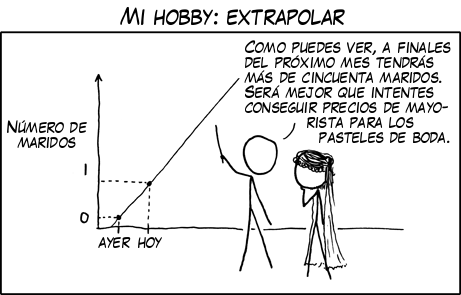 MI HOBBY: EXTRAPOLAR
COMO PUEDES VER, A FINALES
DEL PRÓXIMO MES TENDRÁS
MÁS DE CINCUENTA MARIDOS.
SERÁ MEJOR QUE INTENTES
CONSEGUIR PRECIOS DE MAYO-
RISTA PARA LOS
PASTELES DE BODA.
NÚMERO DE
MARIDOS
1
0
AYER HOY